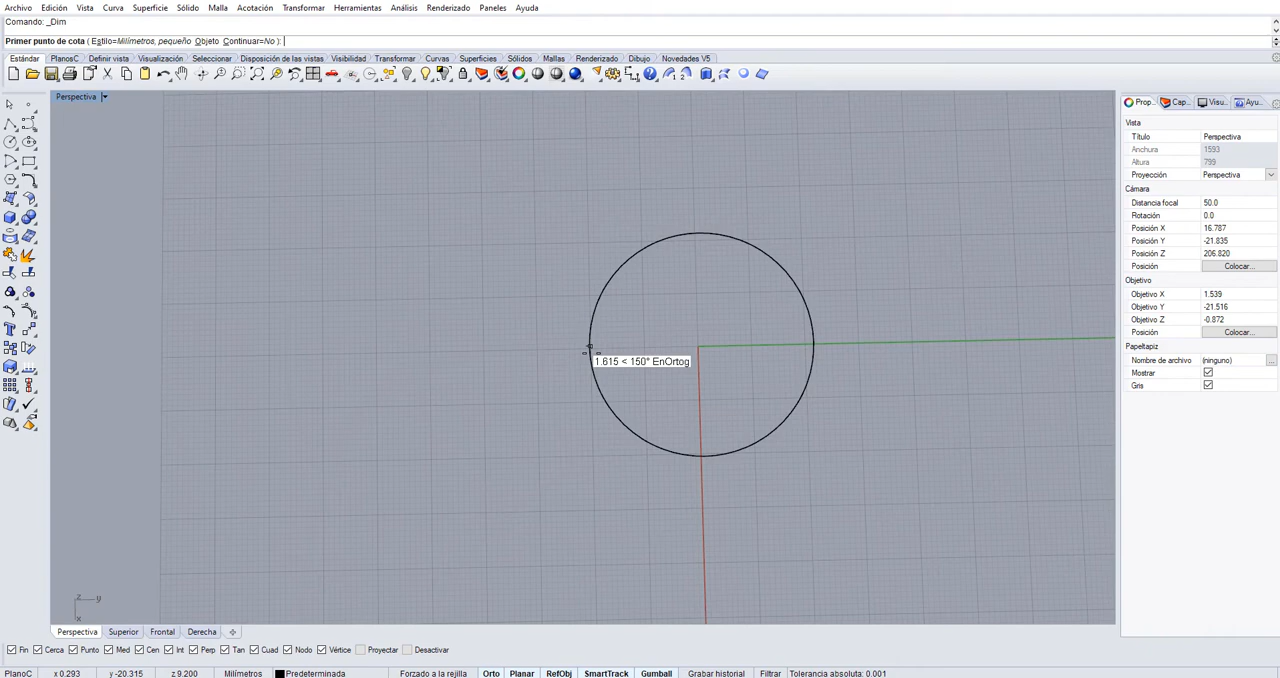 Archivo Edición Vista Curva Superficie Sólido Malla Acotación Transformar Herramientas Análisis Renderizado Paneles Ayuda
Comando: _Dim
Primer punto de cota ( Estilo=Milímetros, pequeño Objeto Continuar=No ):
Estándar PlanosC Definir vista Visualización Seleccionar Disposición de las vistas Visibilidad Transformar Curvas Superficies Sólidos Mallas Renderizado Dibujo Novedades V5
Perspectiva
Prop... Cap... Visu... Ayu...
Vista
Título Perspectiva
Anchura 1593
Altura 799
Proyección Perspectiva
Cámara
Distancia focal 50.0
Rotación 0.0
Posición X 16.787
Posición Y -21.835
Posición Z 206.820
Posición Colocar...
Objetivo
Objetivo X 1.539
Objetivo Y -21.516
Objetivo Z -0.872
Posición Colocar...
Papeltapiz
Nombre de archivo (ninguno) ...
Mostrar
Gris
1.615 < 150° EnOrtog
z y
x
Perspectiva Superior Frontal Derecha
Fin Cerca Punto Med Cen Int Perp Tan Cuad Nodo Vértice Proyectar Desactivar
PlanoC x 0.293 y -20.315 z 9.200 Milímetros Predeterminada Forzado a la rejilla Orto Planar RefObj SmartTrack Gumball Grabar historial Filtrar Tolerancia absoluta: 0.001